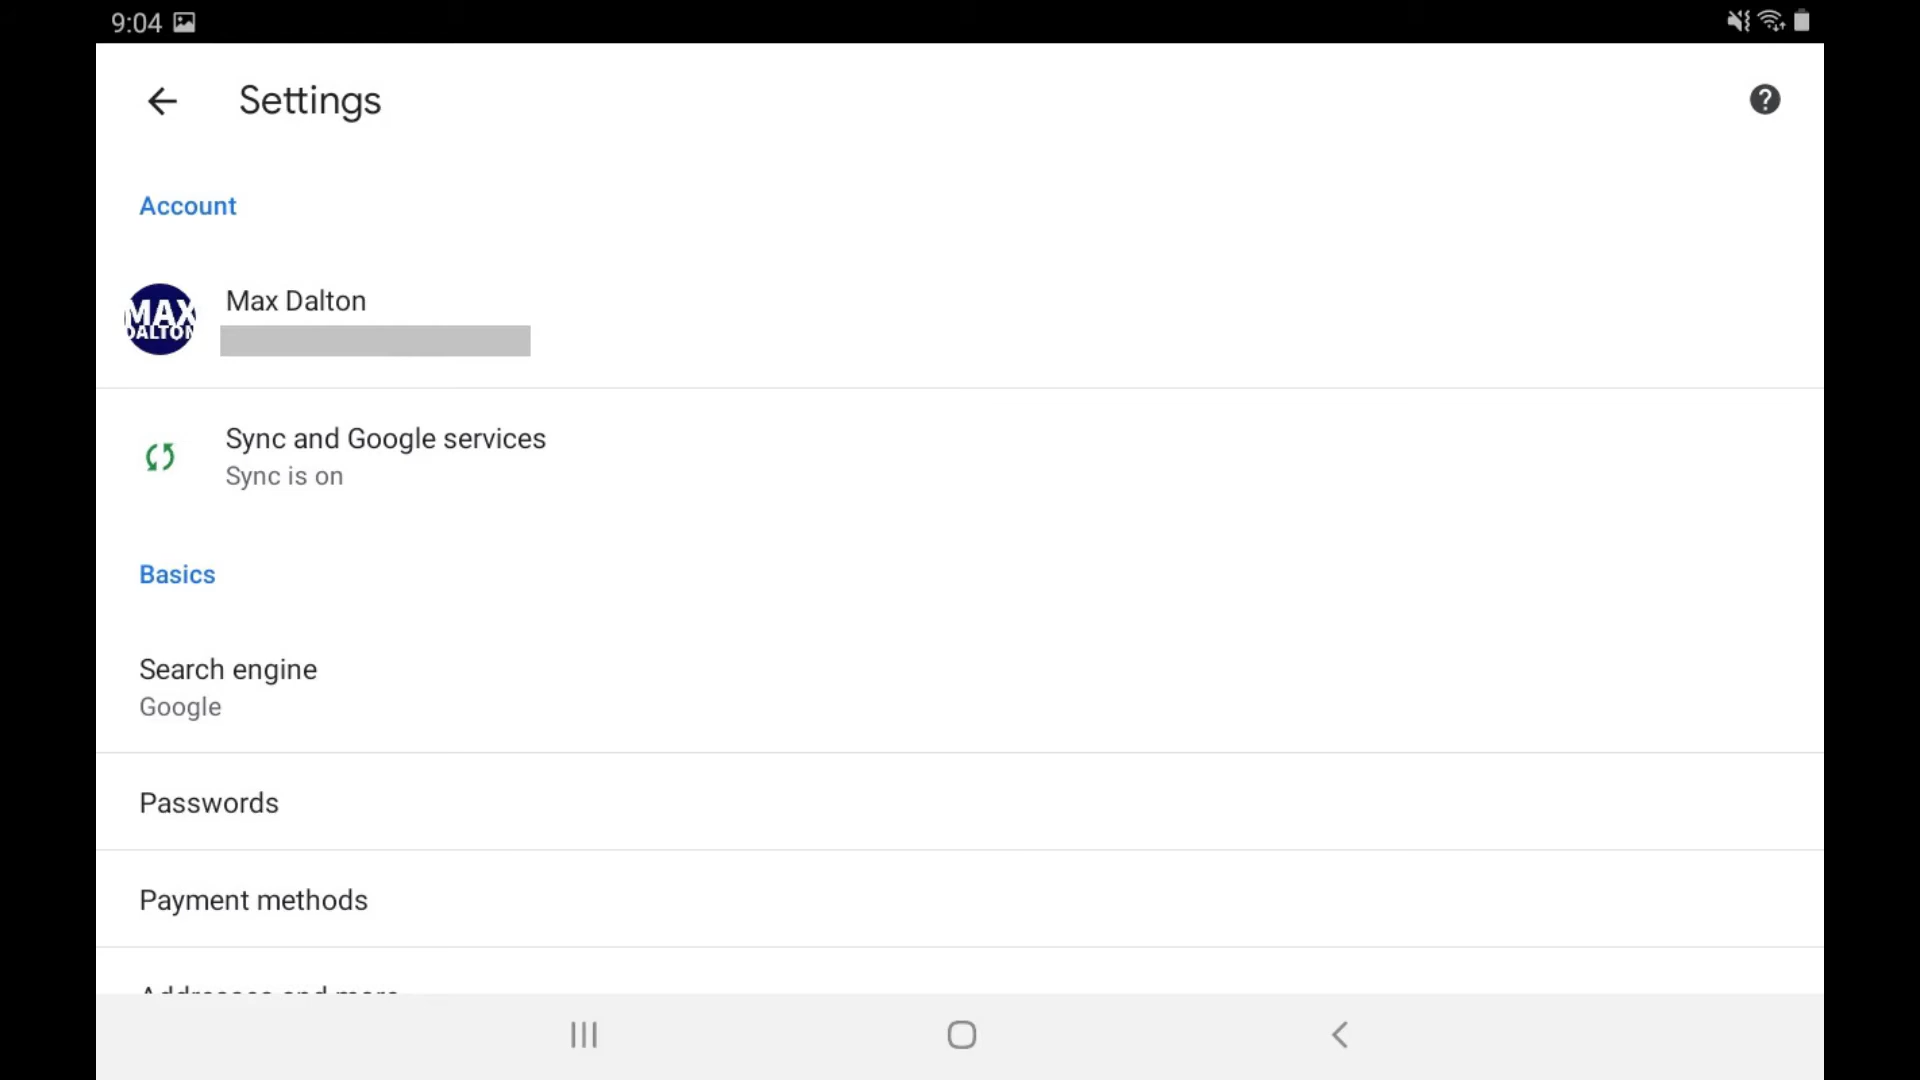 9:04
Settings
Account
MAX
DALTON
Max Dalton
Sync and Google services
Sync is on
Basics
Search engine
Google
Passwords
Payment methods
Addresses and more